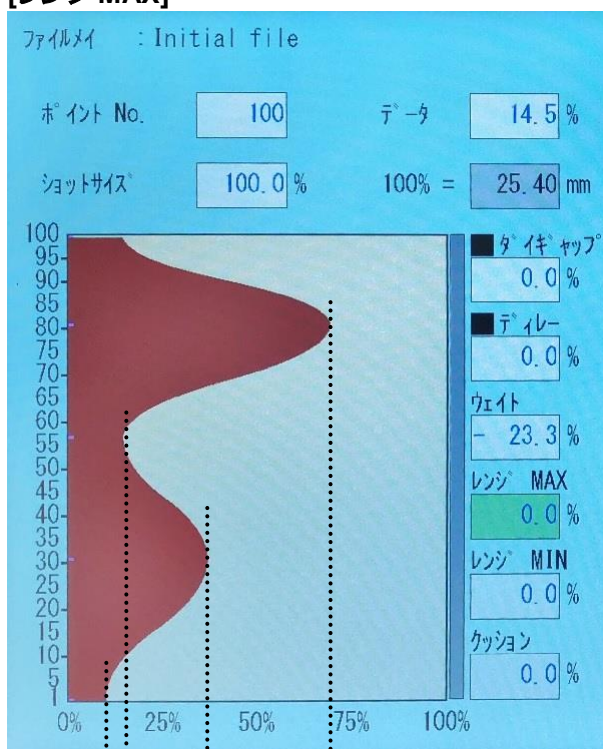 [レンジ MAX]
ファイルメイ : Initial file
ポイント No. 100 データ 14.5 %
ショットサイズ 100.0 % 100% = 25.40 mm
100
95
90
85
80
75
70
65
60
55
50
45
40
35
30
25
20
15
10
5
1
0% 25% 50% 75% 100%
ダイギャップ
0.0 %
ディレー
0.0 %
ウェイト
- 23.3 %
レンジ MAX
0.0 %
レンジ MIN
0.0 %
クッション
0.0 %